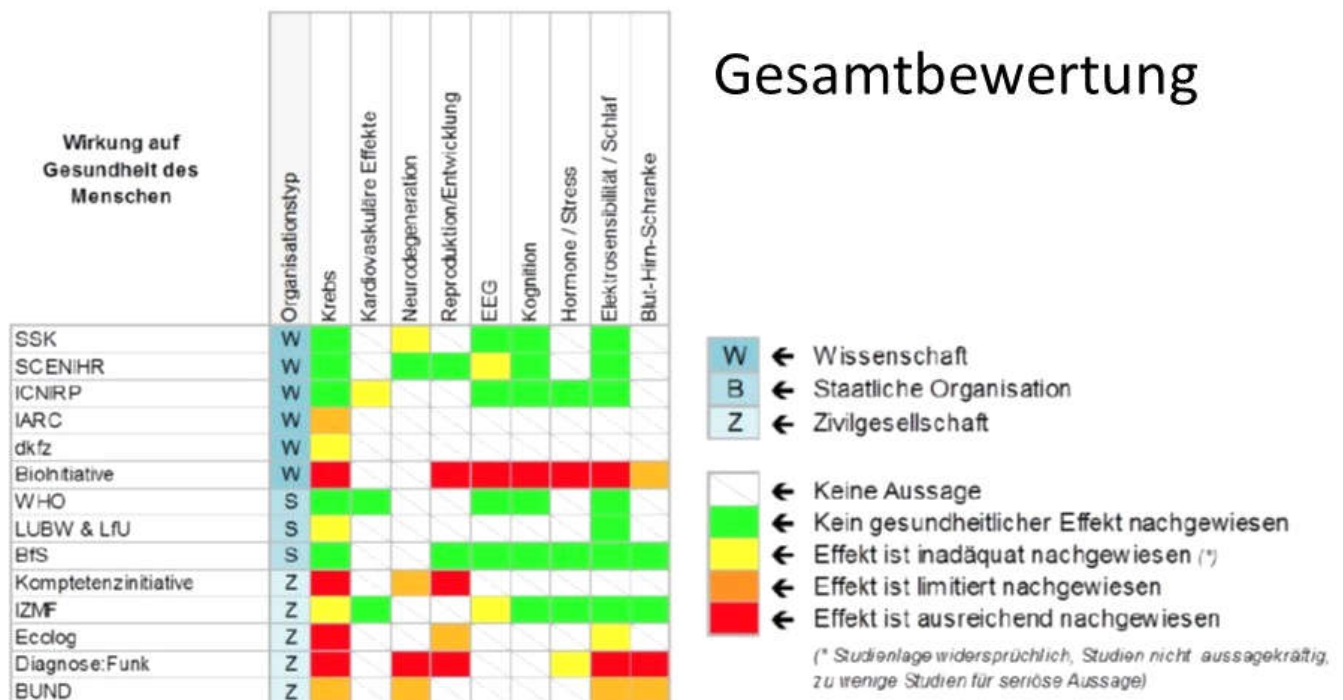 Gesamtbewertung
Wirkung auf
Gesundheit des
Menschen
Organisationstyp
Krebs
Kardiovaskuläre Effekte
Neurodegeneration
Reproduktion/Entwicklung
EEG
Kognition
Hormone / Stress
Elektrosensibilität / Schlaf
Blut-Hirn-Schranke
SSK W
SCENIHR W
ICNIRP W
IARC W
dkfz W
BioInitiative W
WHO S
LUBW & LfU S
BfS S
Komptetenzinitiative Z
IZMF Z
Ecolog Z
Diagnose:Funk Z
BUND Z
W ← Wissenschaft
B ← Staatliche Organisation
Z ← Zivilgesellschaft
← Keine Aussage
← Kein gesundheitlicher Effekt nachgewiesen
← Effekt ist inadäquat nachgewiesen (*)
← Effekt ist limitiert nachgewiesen
← Effekt ist ausreichend nachgewiesen
(* Studienlage widersprüchlich, Studien nicht aussagekräftig,
zu wenige Studien für seriöse Aussage)